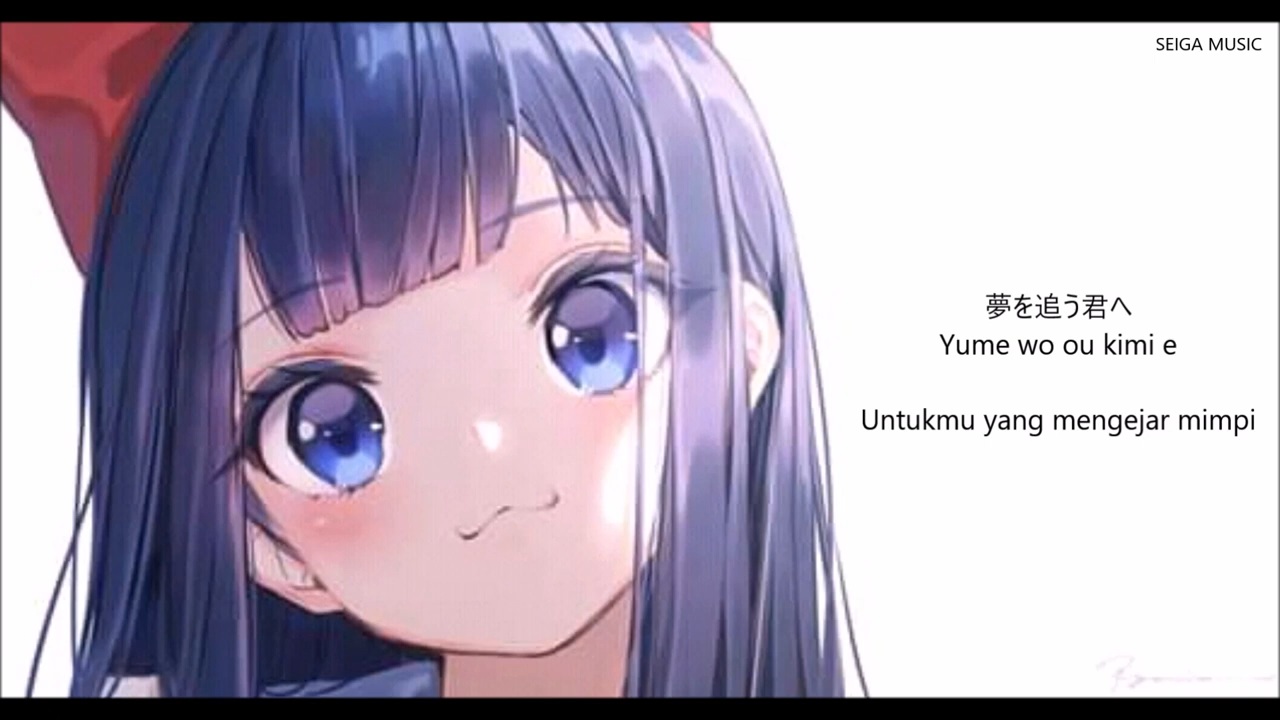 SEIGA MUSIC
夢を追う君へ
Yume wo ou kimi e
Untukmu yang mengejar mimpi